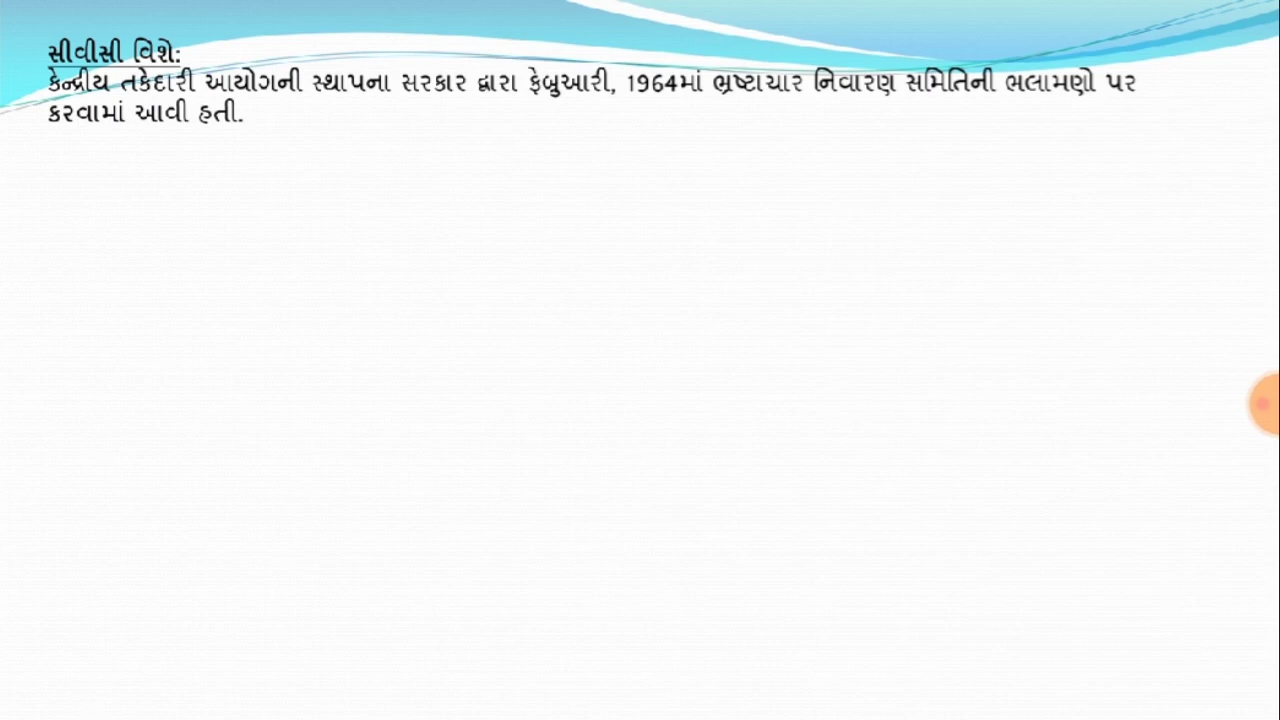 સીવીસી વિશે:
કેન્દ્રીય તકેદારી આયોગની સ્થાપના સરકાર દ્વારા ફેબ્રુઆરી, 1964માં ભ્રષ્ટાચાર નિવારણ સમિતિની ભલામણો પર
કરવામાં આવી હતી.